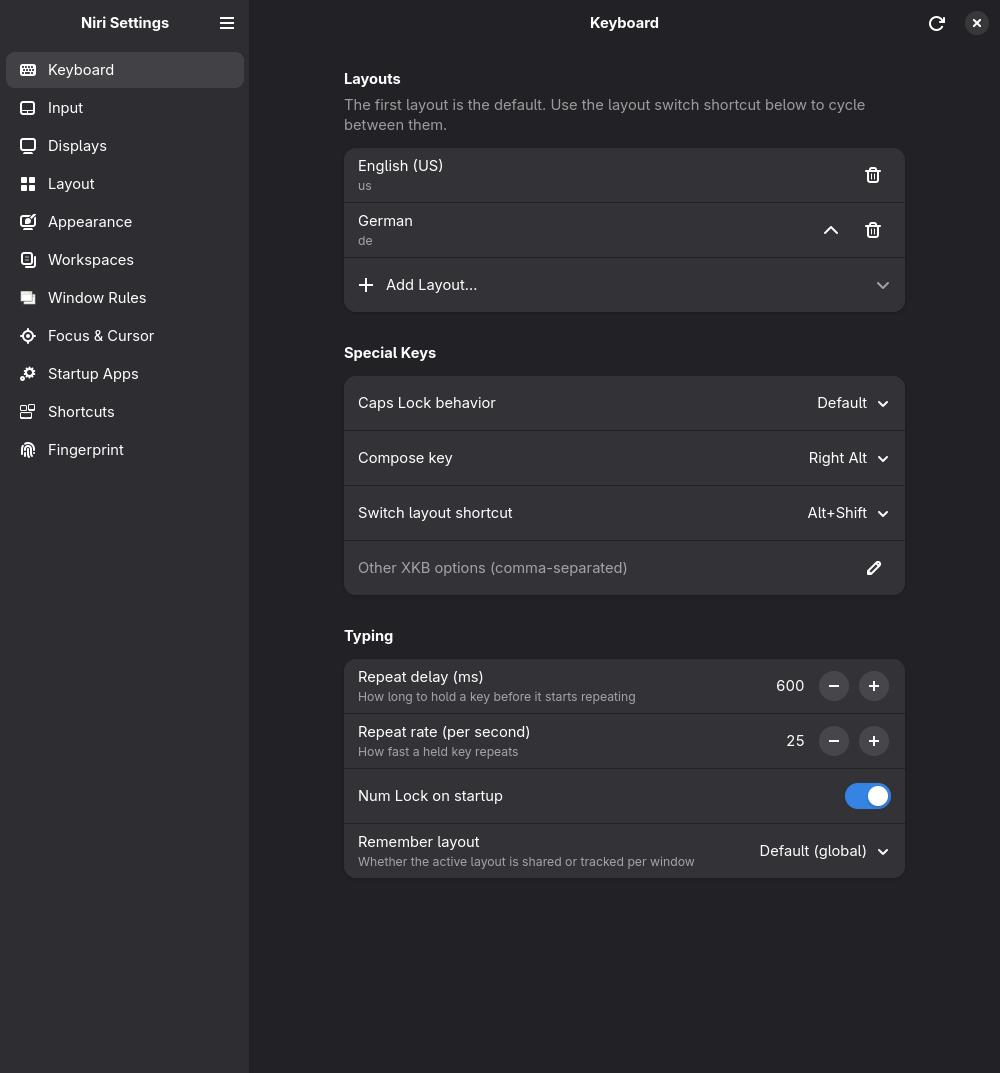 Niri Settings
Keyboard
Input
Displays
Layout
Appearance
Workspaces
Window Rules
Focus & Cursor
Startup Apps
Shortcuts
Fingerprint
Keyboard
Layouts
The first layout is the default. Use the layout switch shortcut below to cycle
between them.
English (US)
us
German
de
Add Layout…
Special Keys
Caps Lock behavior Default
Compose key Right Alt
Switch layout shortcut Alt+Shift
Other XKB options (comma-separated)
Typing
Repeat delay (ms) 600
How long to hold a key before it starts repeating
Repeat rate (per second) 25
How fast a held key repeats
Num Lock on startup
Remember layout Default (global)
Whether the active layout is shared or tracked per window